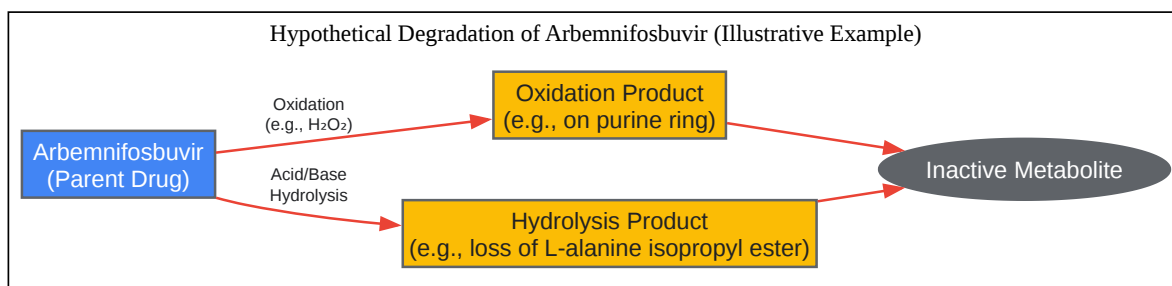 Hypothetical Degradation of Arbemnifosbuvir (Illustrative Example)
Arbemnifosbuvir
(Parent Drug)
Oxidation
(e.g., H₂O₂)
Acid/Base
Hydrolysis
Oxidation Product
(e.g., on purine ring)
Hydrolysis Product
(e.g., loss of L-alanine isopropyl ester)
Inactive Metabolite